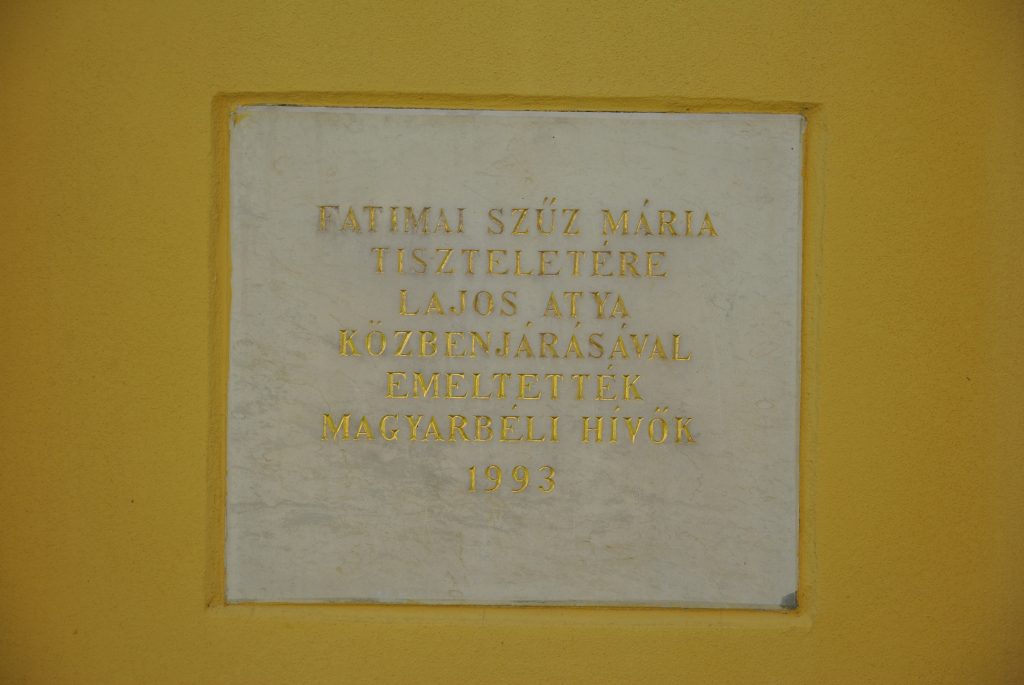 FATIMAI SZŰZ MÁRIA
TISZTELETÉRE
LAJOS ATYA
KÖZBENJÁRÁSÁVAL
EMELTETTÉK
MAGYARBÉLI HÍVŐK
1993